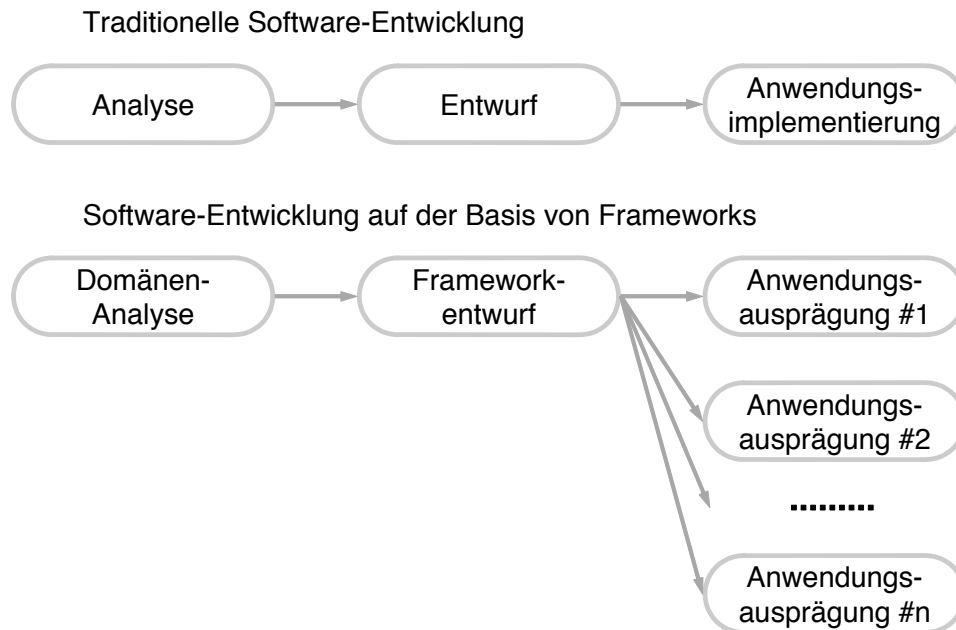 Traditionelle Software-Entwicklung
Analyse
Entwurf
Anwendungs-
implementierung
Software-Entwicklung auf der Basis von Frameworks
Domänen-
Analyse
Framework-
entwurf
Anwendungs-
ausprägung #1
Anwendungs-
ausprägung #2
.........
Anwendungs-
ausprägung #n